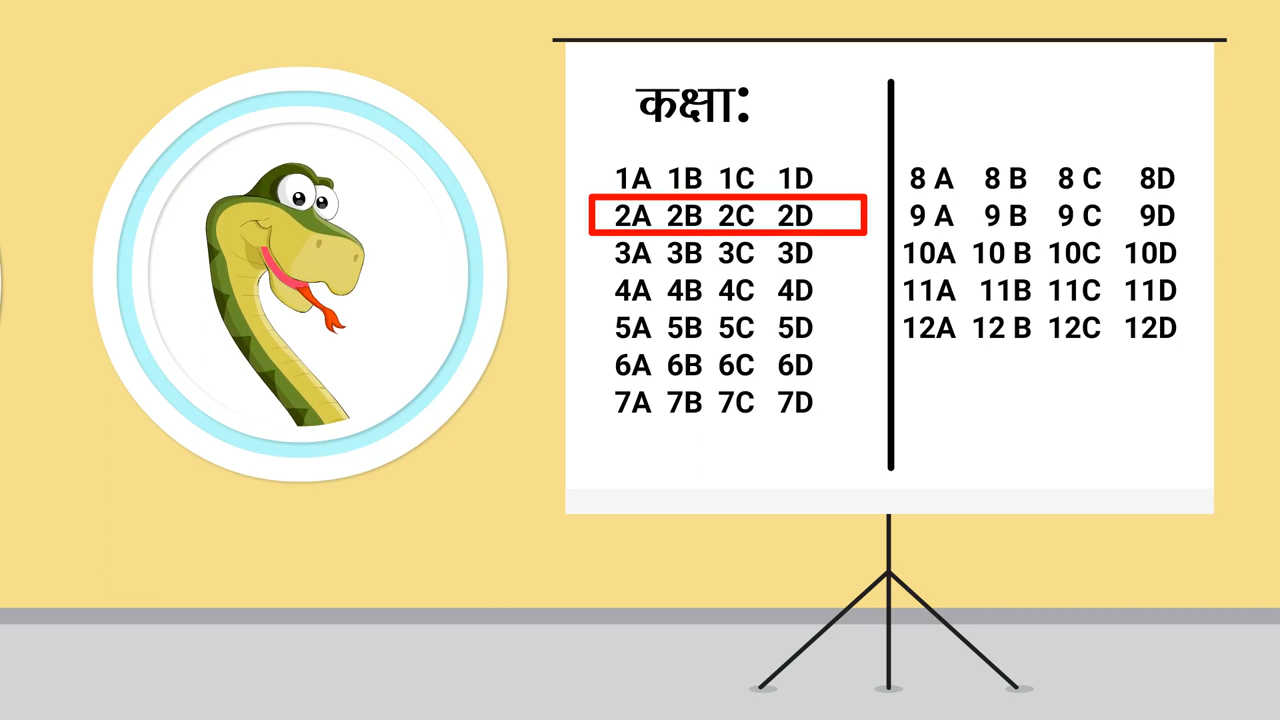 कक्षा:
1A 1B 1C 1D
2A 2B 2C 2D
3A 3B 3C 3D
4A 4B 4C 4D
5A 5B 5C 5D
6A 6B 6C 6D
7A 7B 7C 7D
8 A 8 B 8 C 8D
9 A 9 B 9 C 9D
10A 10 B 10C 10D
11A 11B 11C 11D
12A 12 B 12C 12D